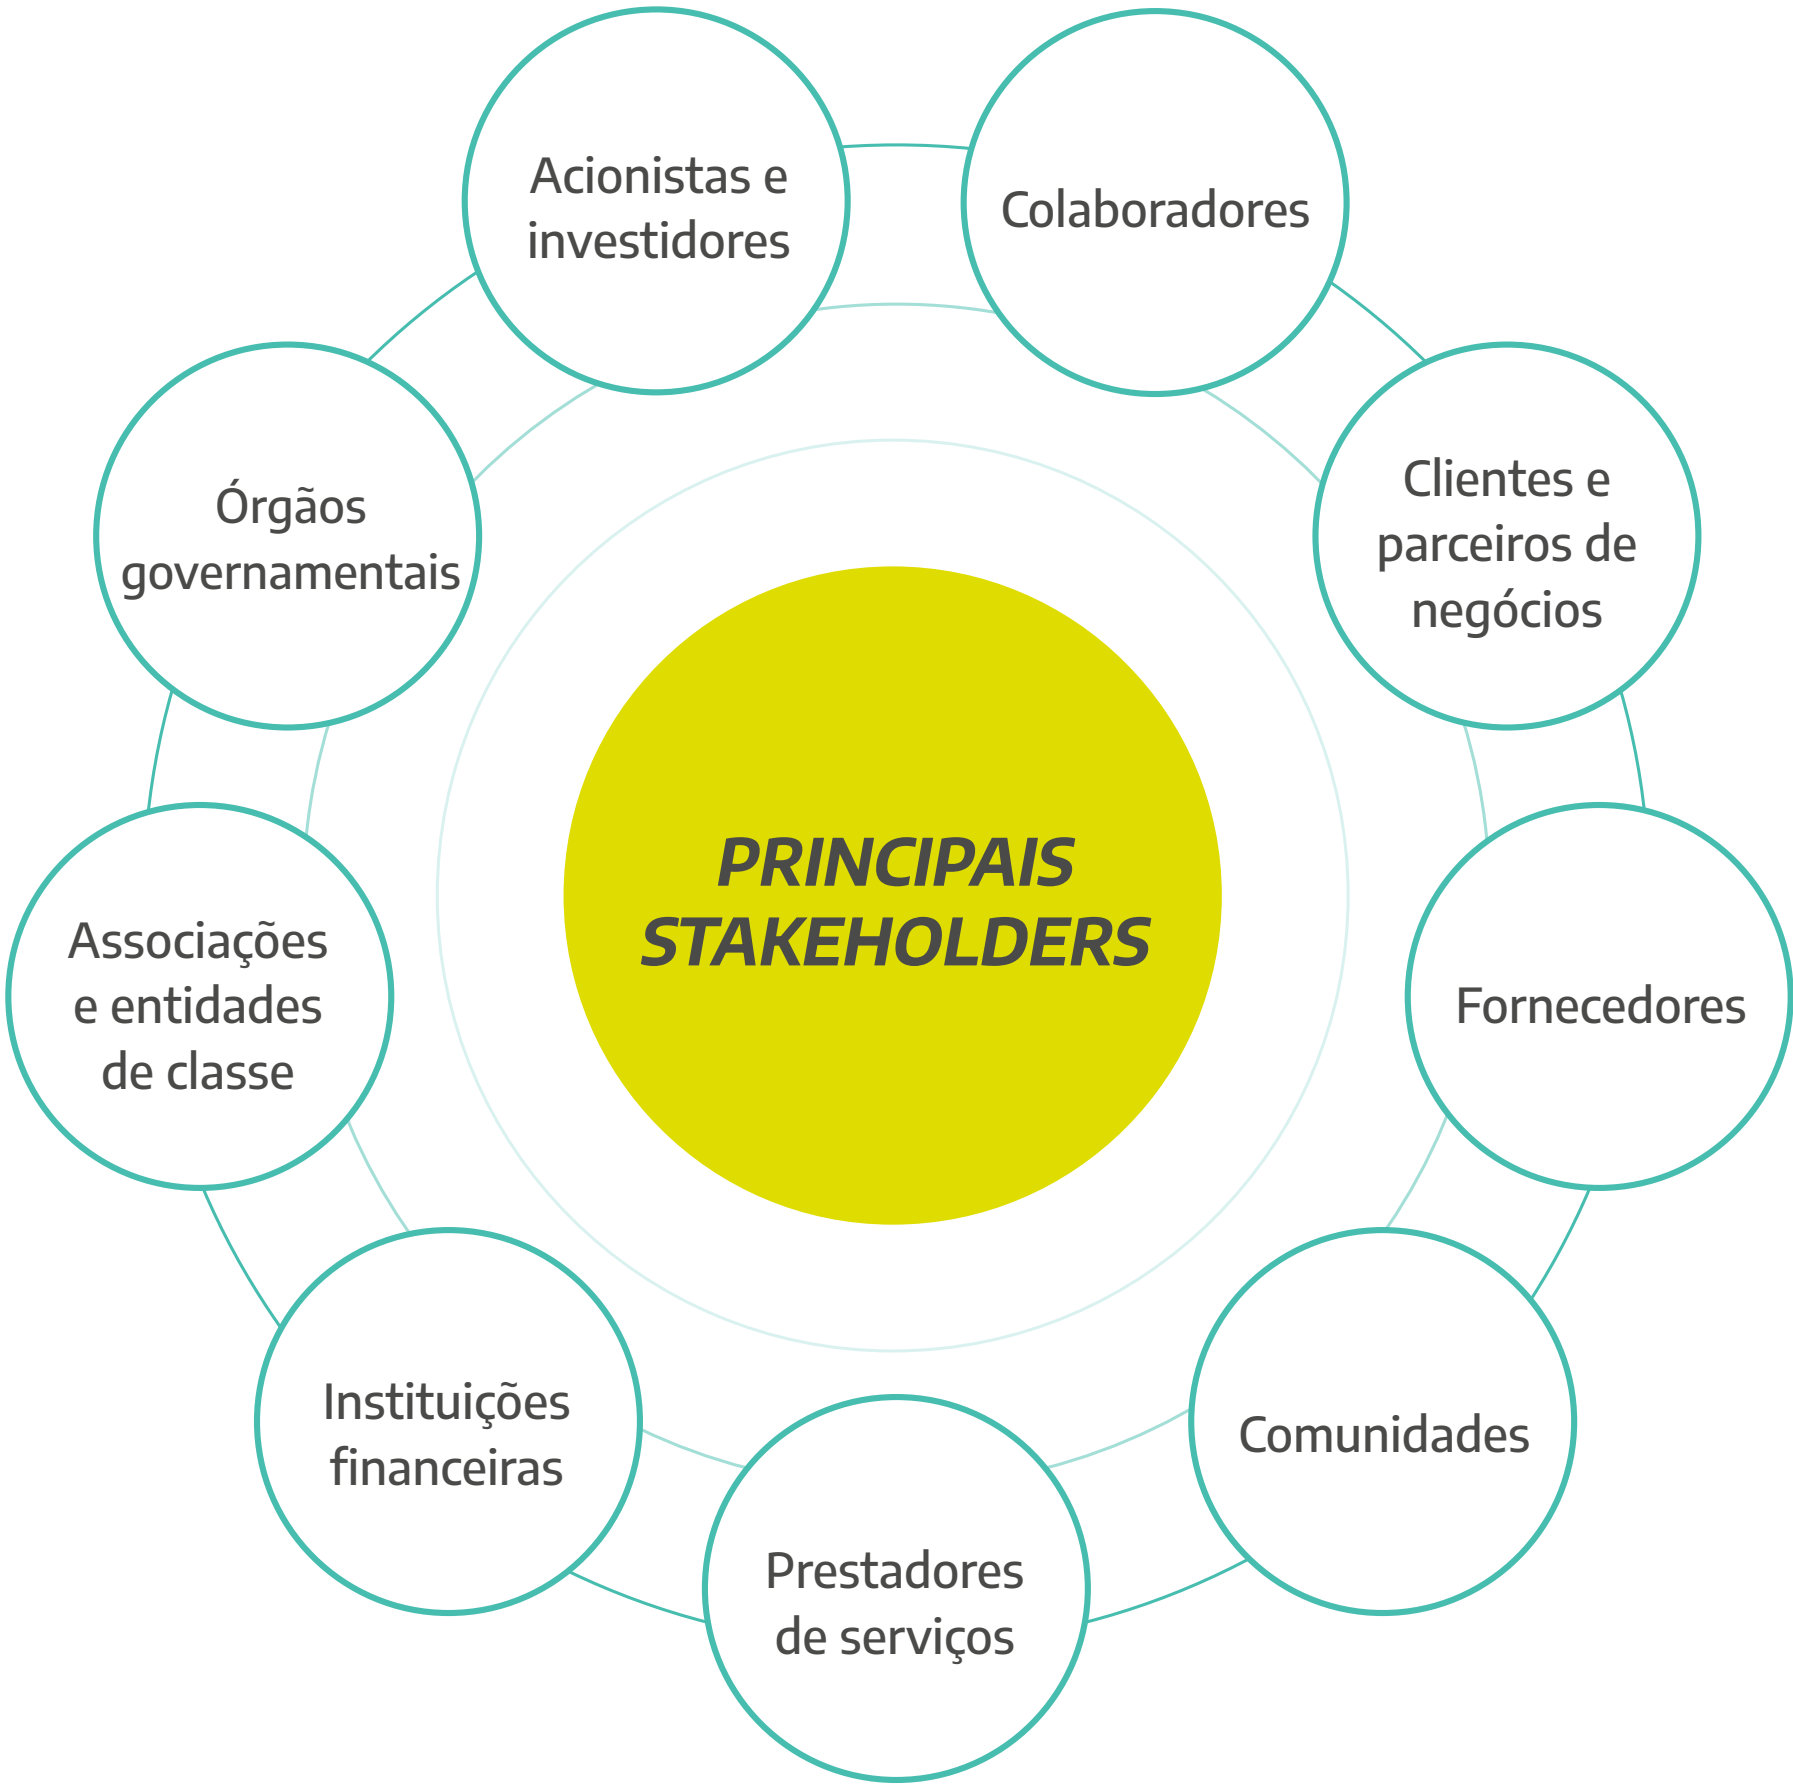 Acionistas e
investidores
Colaboradores
Clientes e
parceiros de
negócios
Fornecedores
Comunidades
Prestadores
de serviços
Instituições
financeiras
Associações
e entidades
de classe
Órgãos
governamentais
PRINCIPAIS
STAKEHOLDERS